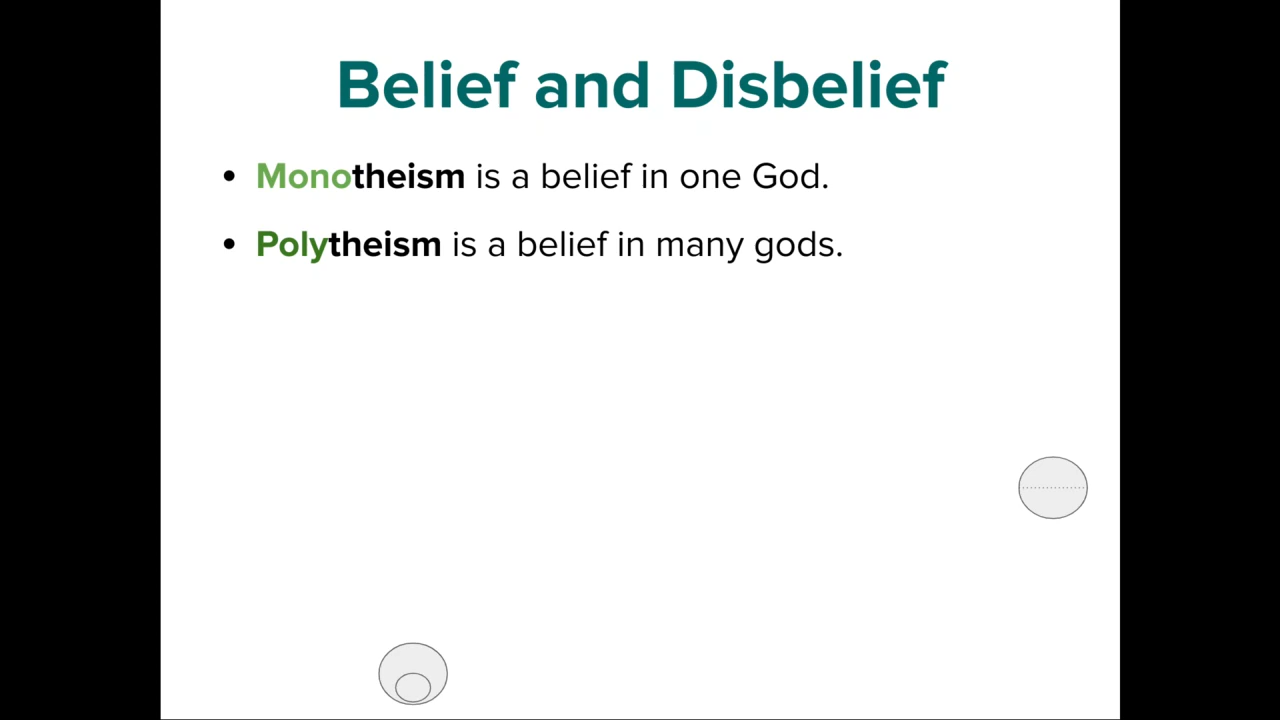 Belief and Disbelief
• Monotheism is a belief in one God.
• Polytheism is a belief in many gods.